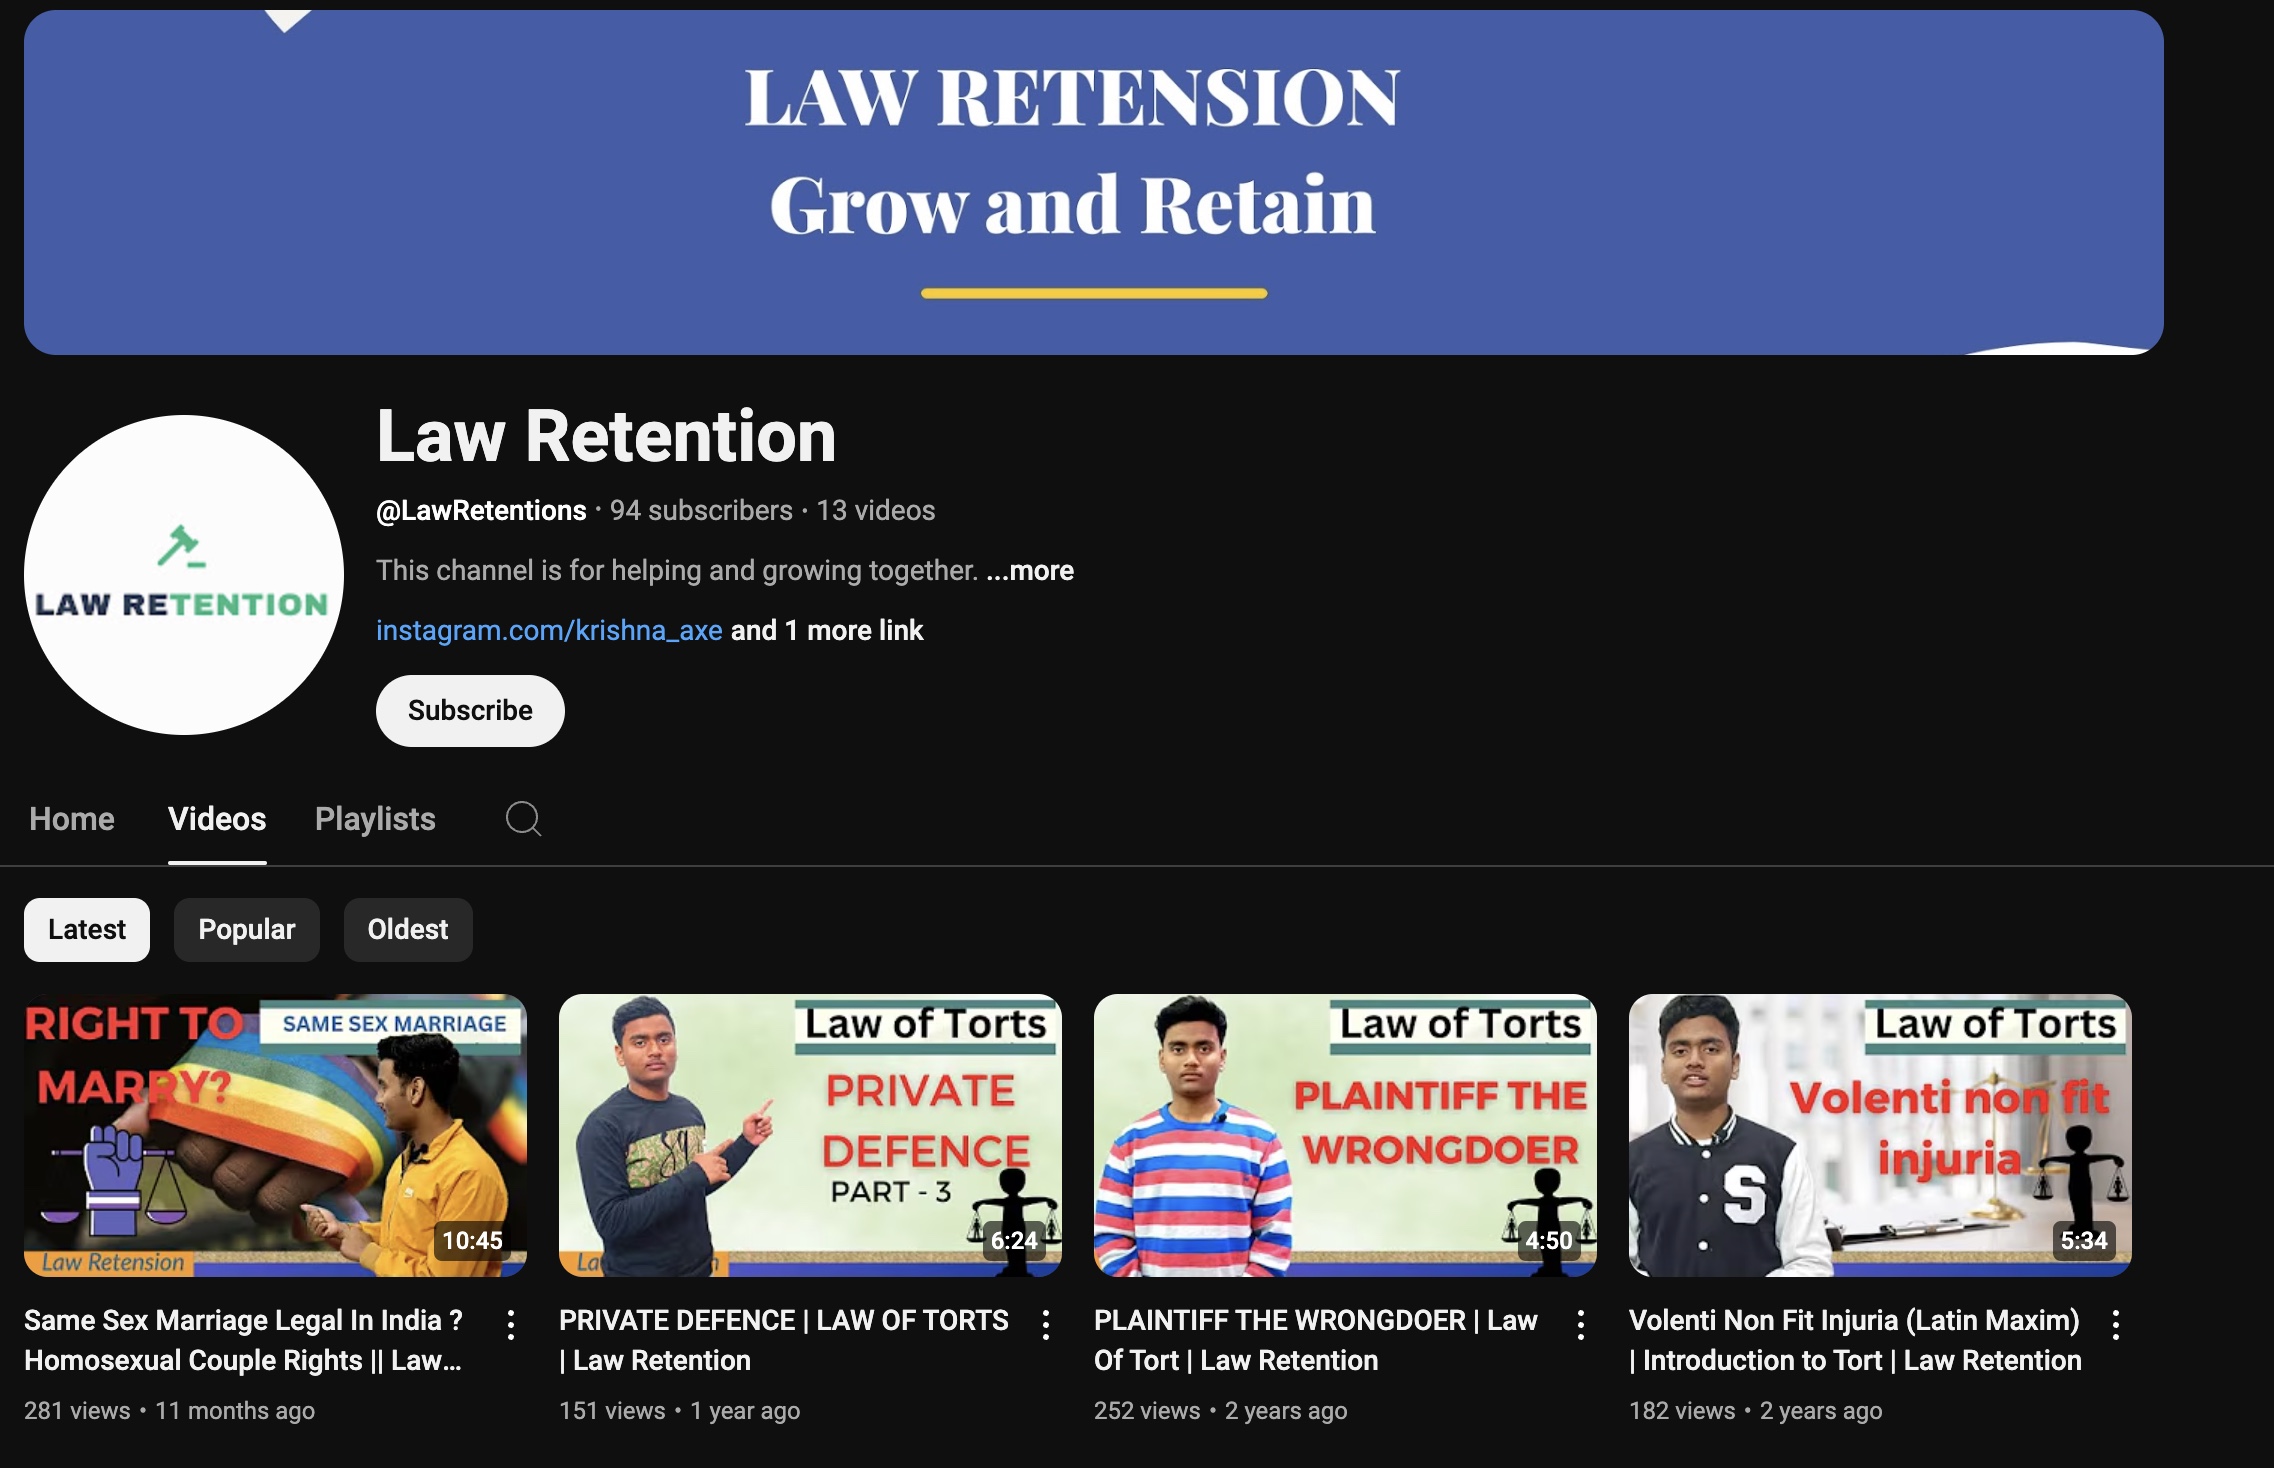 LAW RETENSION
Grow and Retain
LAW RETENTION
Law Retention
@LawRetentions · 94 subscribers · 13 videos
This channel is for helping and growing together. ...more
instagram.com/krishna_axe and 1 more link
Subscribe
Home Videos Playlists
Latest Popular Oldest
RIGHT TO
MARRY?
SAME SEX MARRIAGE
Law Retension
10:45
Law of Torts
PRIVATE
DEFENCE
PART - 3
6:24
Law of Torts
PLAINTIFF THE
WRONGDOER
4:50
Law of Torts
Volenti non fit
injuria
S
5:34
Same Sex Marriage Legal In India ?
Homosexual Couple Rights || Law...
281 views • 11 months ago
PRIVATE DEFENCE | LAW OF TORTS
| Law Retention
151 views • 1 year ago
PLAINTIFF THE WRONGDOER | Law
Of Tort | Law Retention
252 views • 2 years ago
Volenti Non Fit Injuria (Latin Maxim)
| Introduction to Tort | Law Retention
182 views • 2 years ago